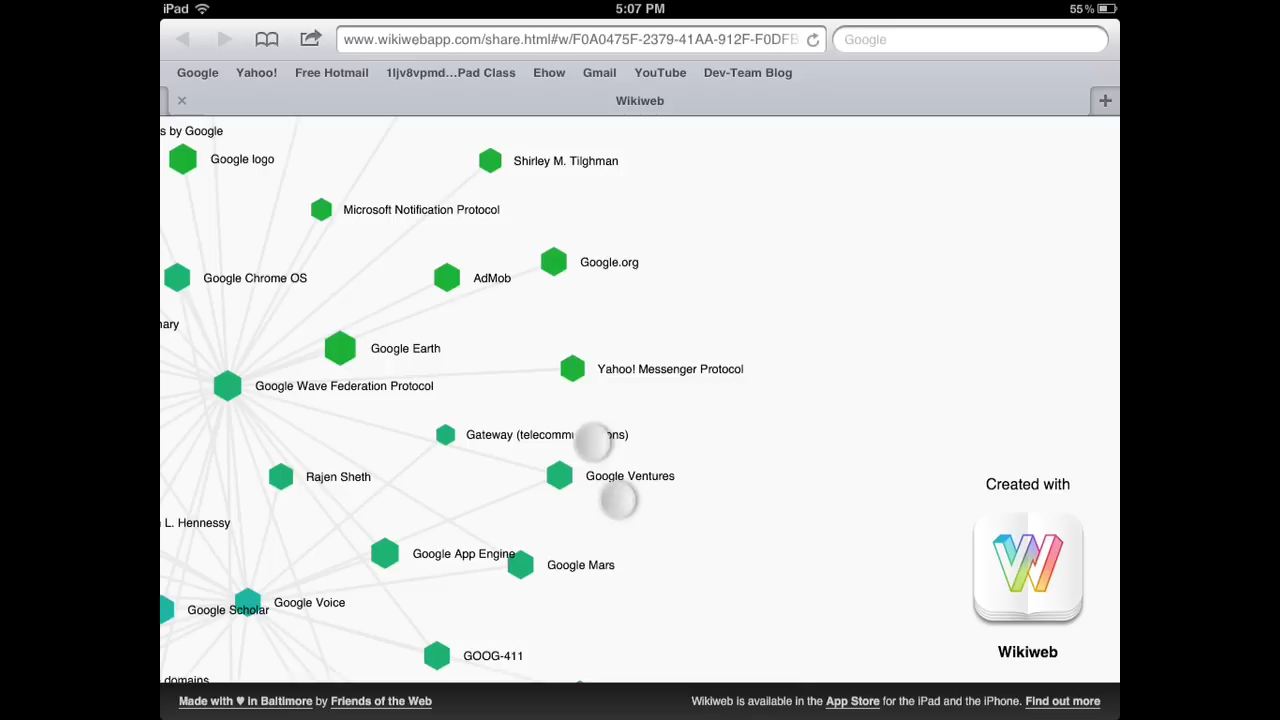 iPad
5:07 PM
55%
www.wikiwebapp.com/share.html#w/F0A0475F-2379-41AA-912F-F0DFB
Google
Google
Yahoo!
Free Hotmail
1ljv8vpmd...Pad Class
Ehow
Gmail
YouTube
Dev-Team Blog
Wikiweb
s by Google
Google logo
Shirley M. Tilghman
Microsoft Notification Protocol
Google.org
Google Chrome OS
AdMob
nary
Google Earth
Yahoo! Messenger Protocol
Google Wave Federation Protocol
Gateway (telecommu ons)
Rajen Sheth
Google Ventures
Created with
L. Hennessy
Google App Engine
Google Mars
Google Voice
Google Scholar
GOOG-411
Wikiweb
domains
Made with ♥ in Baltimore by Friends of the Web
Wikiweb is available in the App Store for the iPad and the iPhone. Find out more